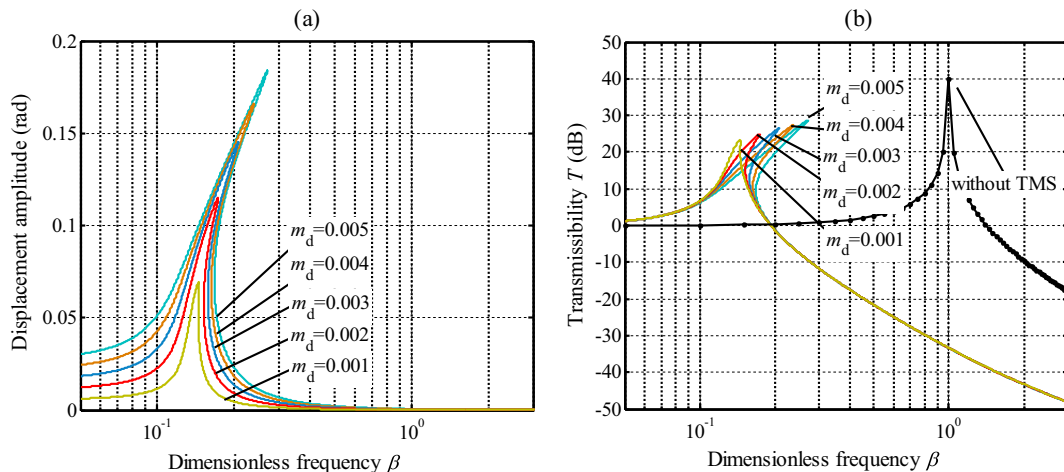 (a)
0.2
0.15
0.1
0.05
0
Displacement amplitude (rad)
m_d=0.005
m_d=0.004
m_d=0.003
m_d=0.002
m_d=0.001
10^-1
10^0
Dimensionless frequency β
(b)
50
40
30
20
10
0
-10
-20
-30
-40
-50
Transmissibility T (dB)
m_d=0.005
m_d=0.004
m_d=0.003
m_d=0.002
m_d=0.001
without TMS
10^-1
10^0
Dimensionless frequency β